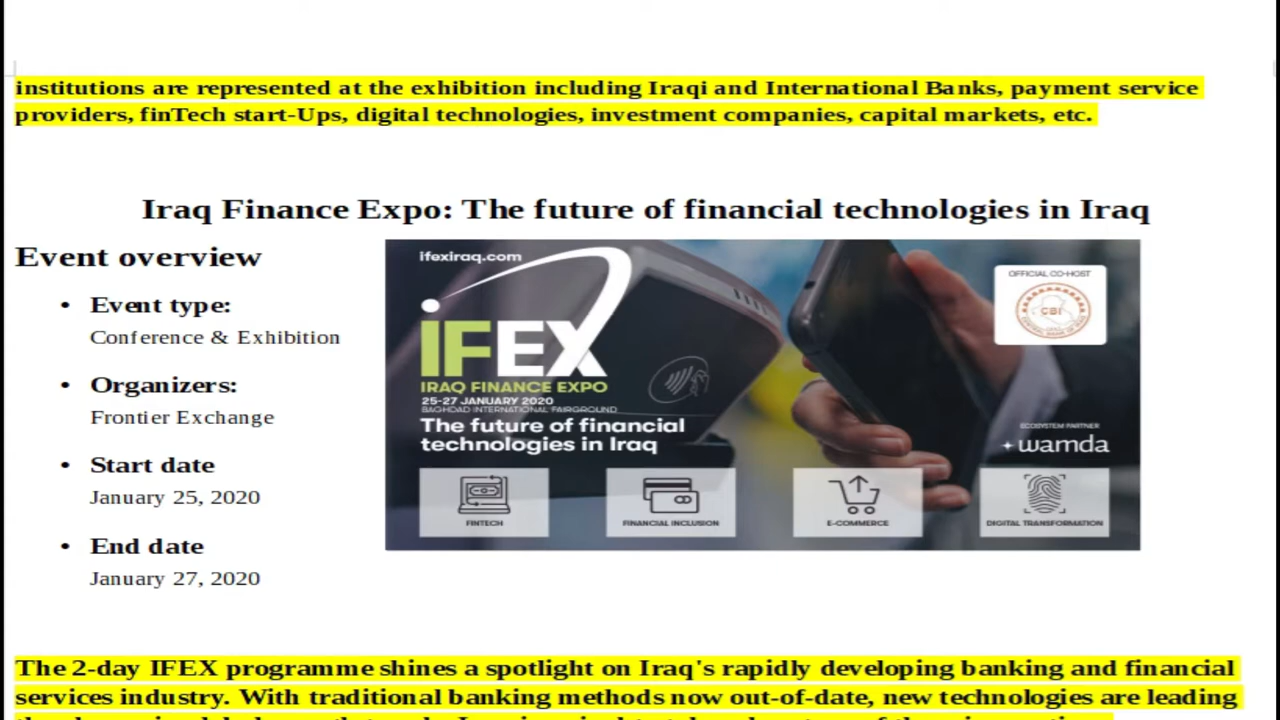 institutions are represented at the exhibition including Iraqi and International Banks, payment service
providers, finTech start-Ups, digital technologies, investment companies, capital markets, etc.
Iraq Finance Expo: The future of financial technologies in Iraq
Event overview
• Event type:
Conference & Exhibition
• Organizers:
Frontier Exchange
• Start date
January 25, 2020
• End date
January 27, 2020
ifexiraq.com
IFEX
IRAQ FINANCE EXPO
25-27 JANUARY 2020
BAGHDAD INTERNATIONAL FAIRGROUND
The future of financial
technologies in Iraq
OFFICIAL CO-HOST
CBI
ECOSYSTEM PARTNER
wamda
FINTECH
FINANCIAL INCLUSION
E-COMMERCE
DIGITAL TRANSFORMATION
The 2-day IFEX programme shines a spotlight on Iraq's rapidly developing banking and financial
services industry. With traditional banking methods now out-of-date, new technologies are leading